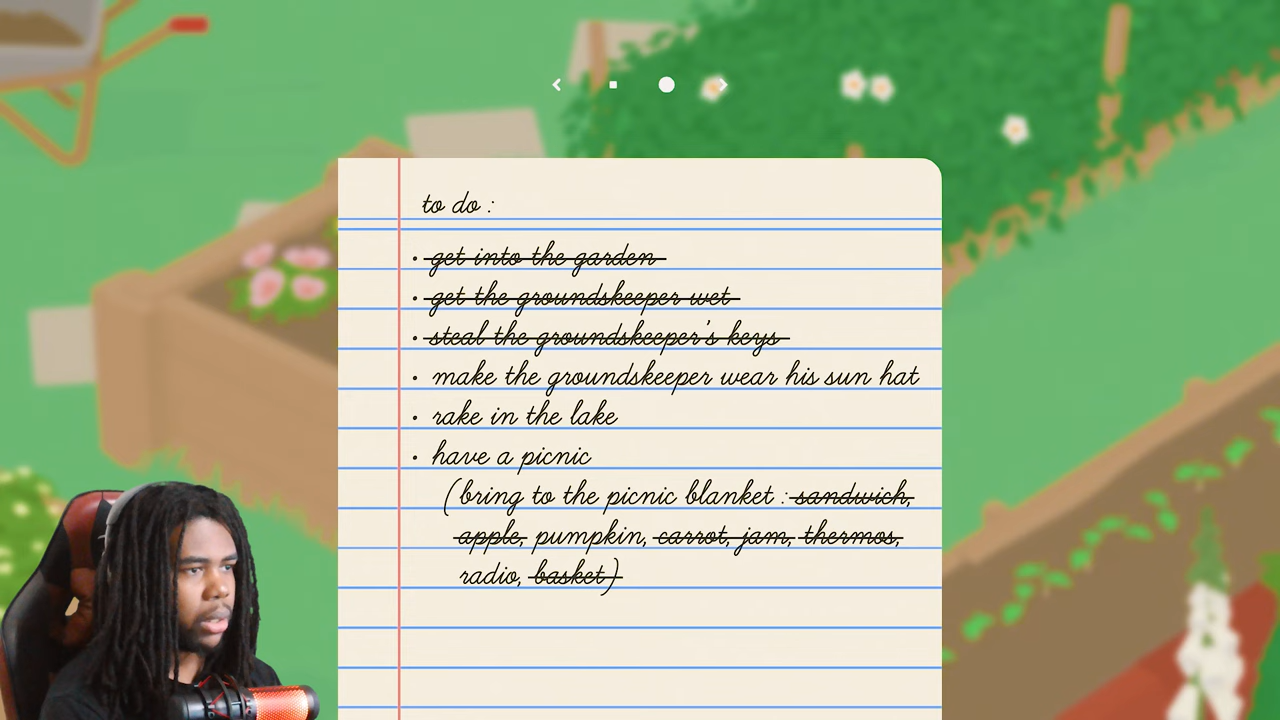 to do :
• get into the garden
• get the groundskeeper wet
• steal the groundskeeper's keys
• make the groundskeeper wear his sun hat
• rake in the lake
• have a picnic
(bring to the picnic blanket : sandwich,
apple, pumpkin, carrot, jam, thermos,
radio, basket)